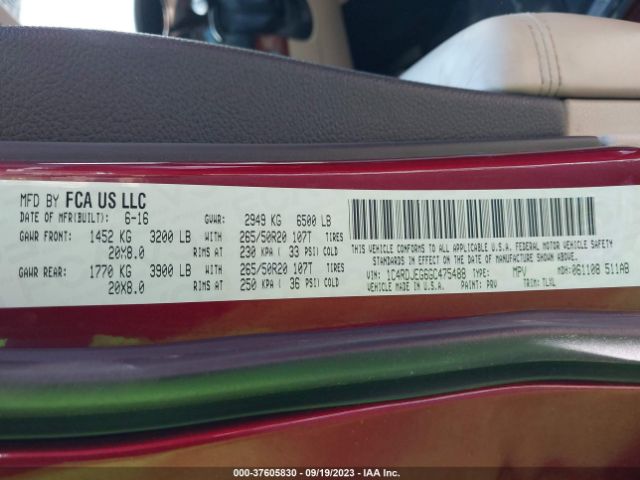 MFD BY FCA US LLC
DATE OF MFR(BUILT): 6-16 GVWR: 2949 KG 6500 LB
GAWR FRONT: 1452 KG 3200 LB WITH 265/50R20 107T TIRES
20X8.0 RIMS AT 230 KPA ( 33 PSI) COLD
GAWR REAR: 1770 KG 3900 LB WITH 265/50R20 107T TIRES
20X8.0 RIMS AT 250 KPA ( 36 PSI) COLD
THIS VEHICLE CONFORMS TO ALL APPLICABLE U.S.A. FEDERAL MOTOR VEHICLE SAFETY
STANDARDS IN EFFECT ON THE DATE OF MANUFACTURE SHOWN ABOVE.
VIN: 1C4RDJEG6GC475488 TYPE: MPV MDH: 061108 511AB
VEHICLE MADE IN U.S.A. PAINT: PRV TRIM: TLXL
000-37605830 - 09/19/2023 - IAA Inc.